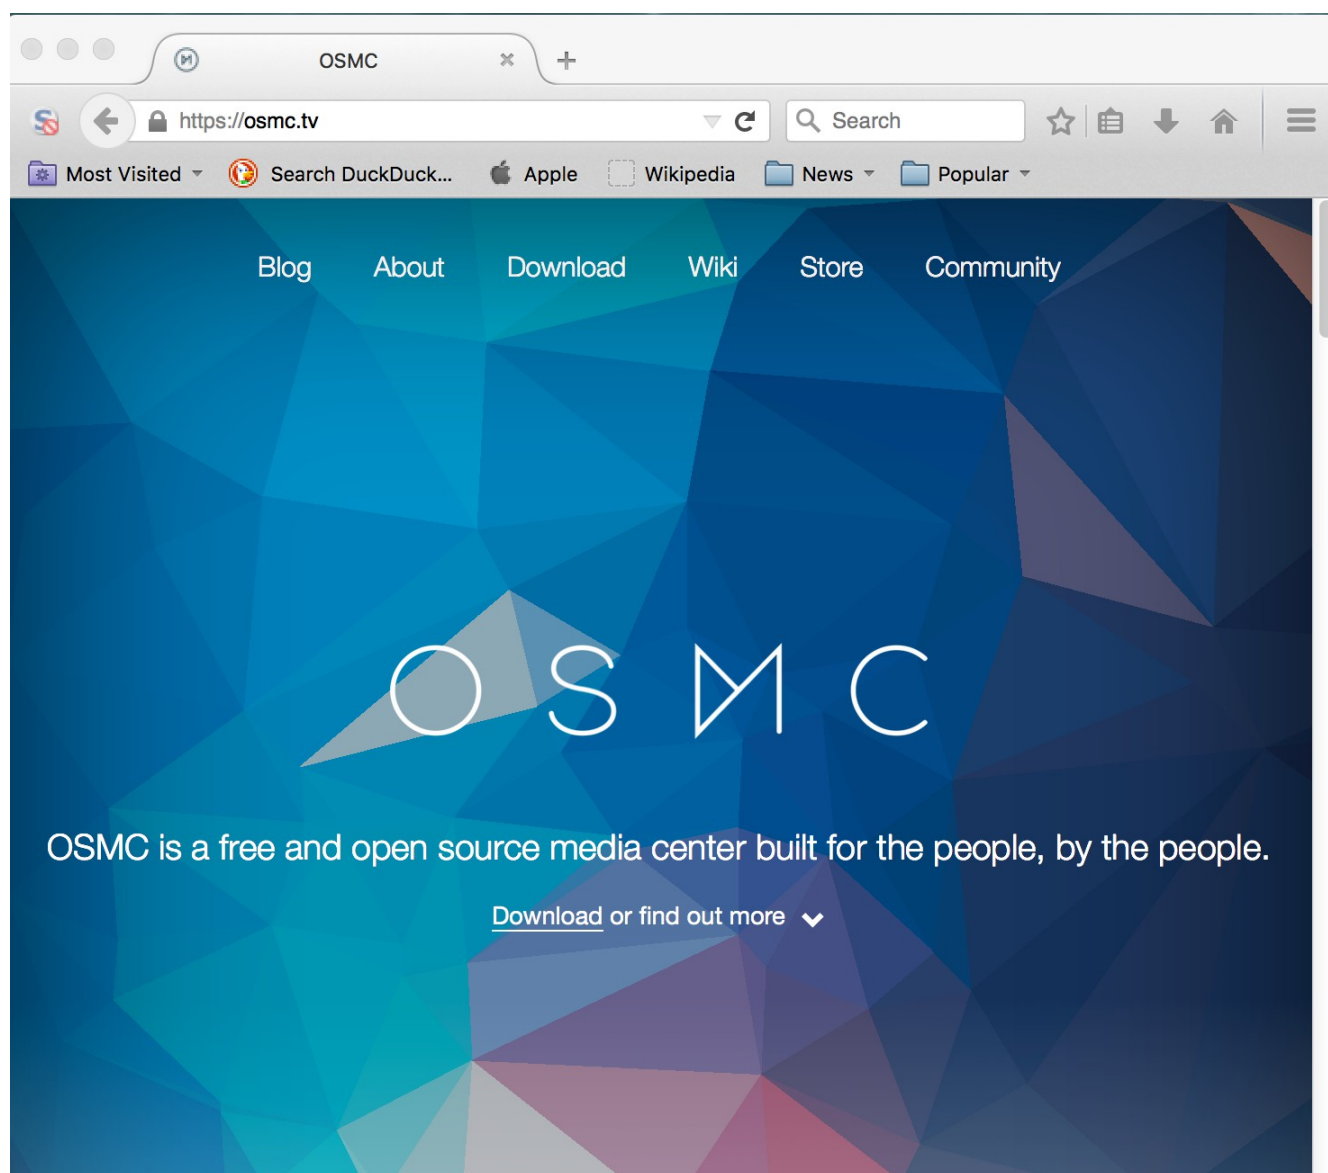 OSMC
https://osmc.tv
Search
Most Visited Search DuckDuck... Apple Wikipedia News Popular
Blog About Download Wiki Store Community
OSMC
OSMC is a free and open source media center built for the people, by the people.
Download or find out more